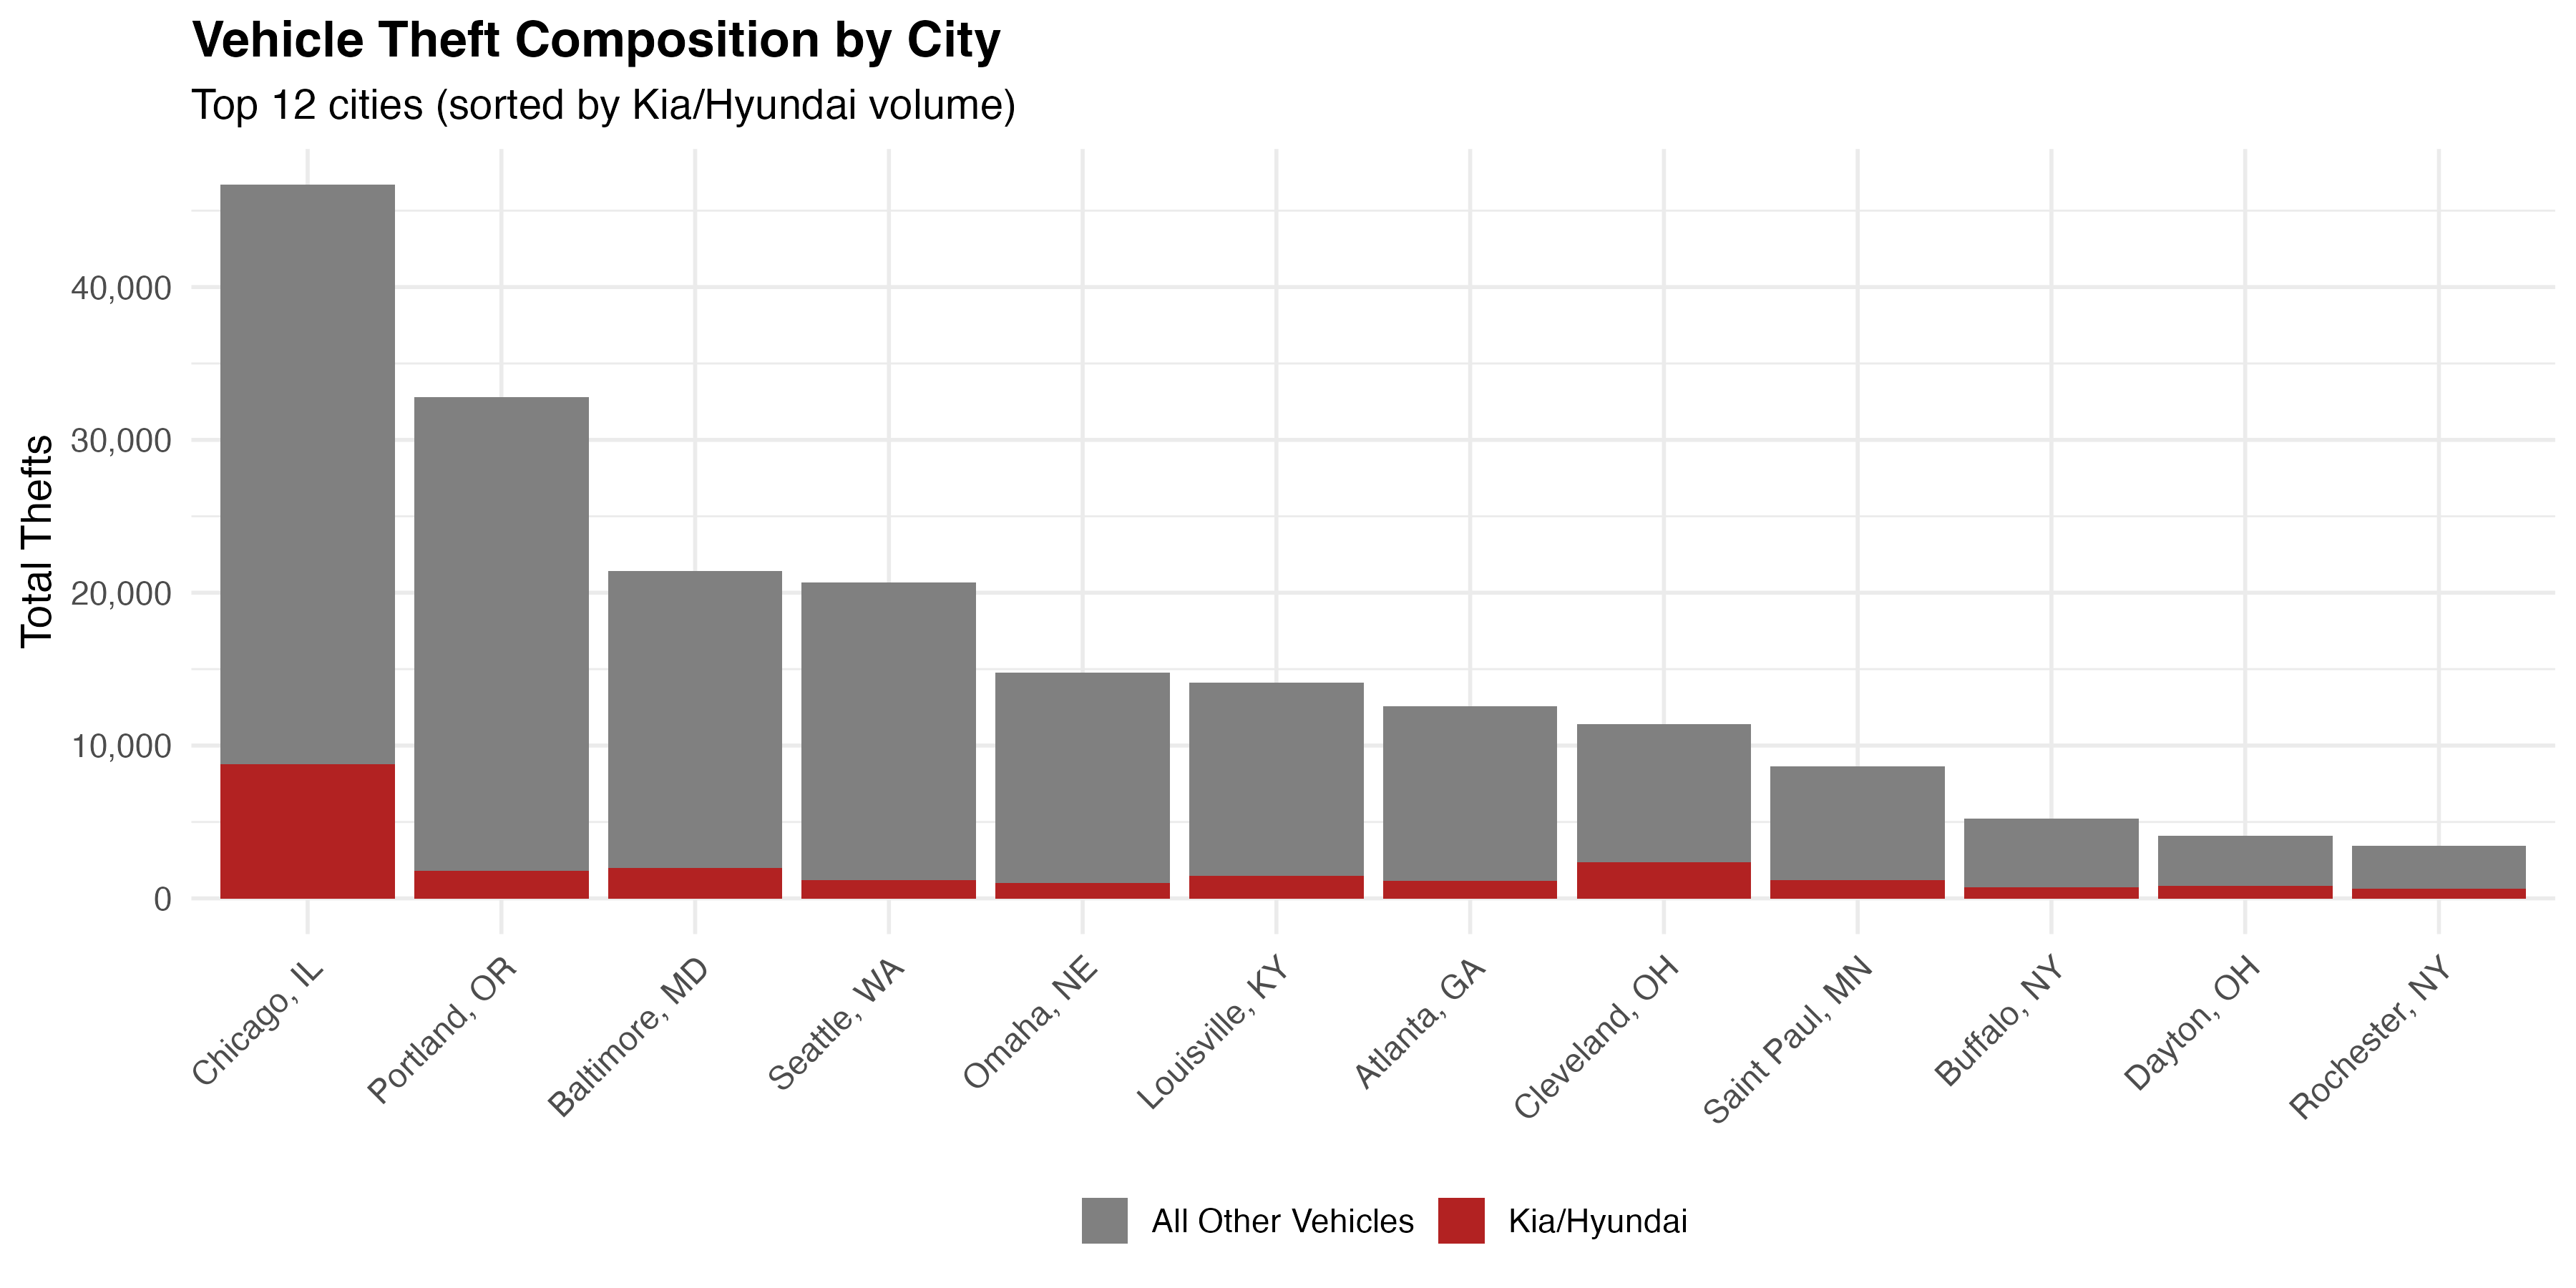 Vehicle Theft Composition by City
Top 12 cities (sorted by Kia/Hyundai volume)
Total Thefts
40,000
30,000
20,000
10,000
0
Chicago, IL
Portland, OR
Baltimore, MD
Seattle, WA
Omaha, NE
Louisville, KY
Atlanta, GA
Cleveland, OH
Saint Paul, MN
Buffalo, NY
Dayton, OH
Rochester, NY
All Other Vehicles
Kia/Hyundai